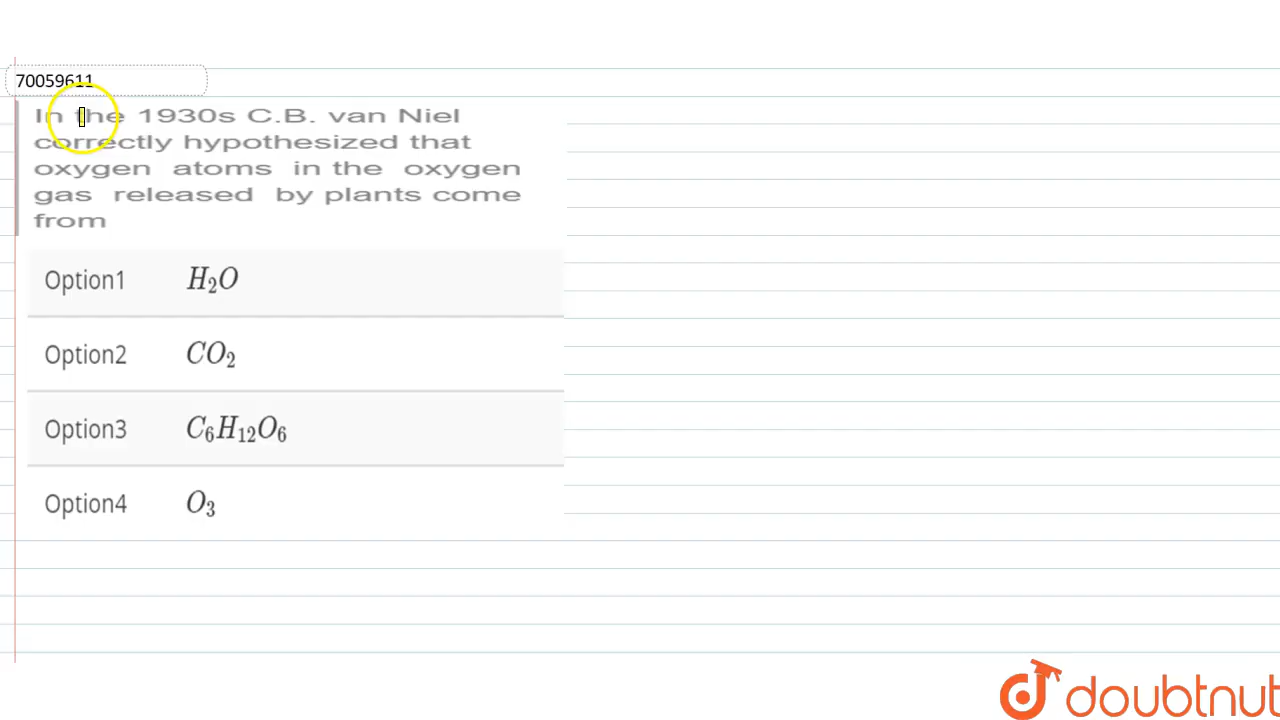 70059611
In the 1930s C.B. van Niel
correctly hypothesized that
oxygen atoms in the oxygen
gas released by plants come
from
Option1 H₂O
Option2 CO₂
Option3 C₆H₁₂O₆
Option4 O₃
doubtnut